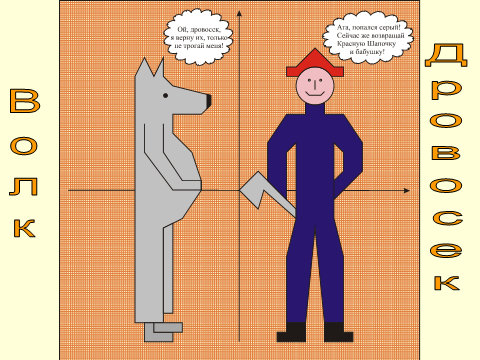 Волк
Ой, дровосек,
я верну их, только
не трогай меня!
Ага, попался серый!
Сейчас же возвращай
Красную Шапочку
и бабушку!
Дровосек